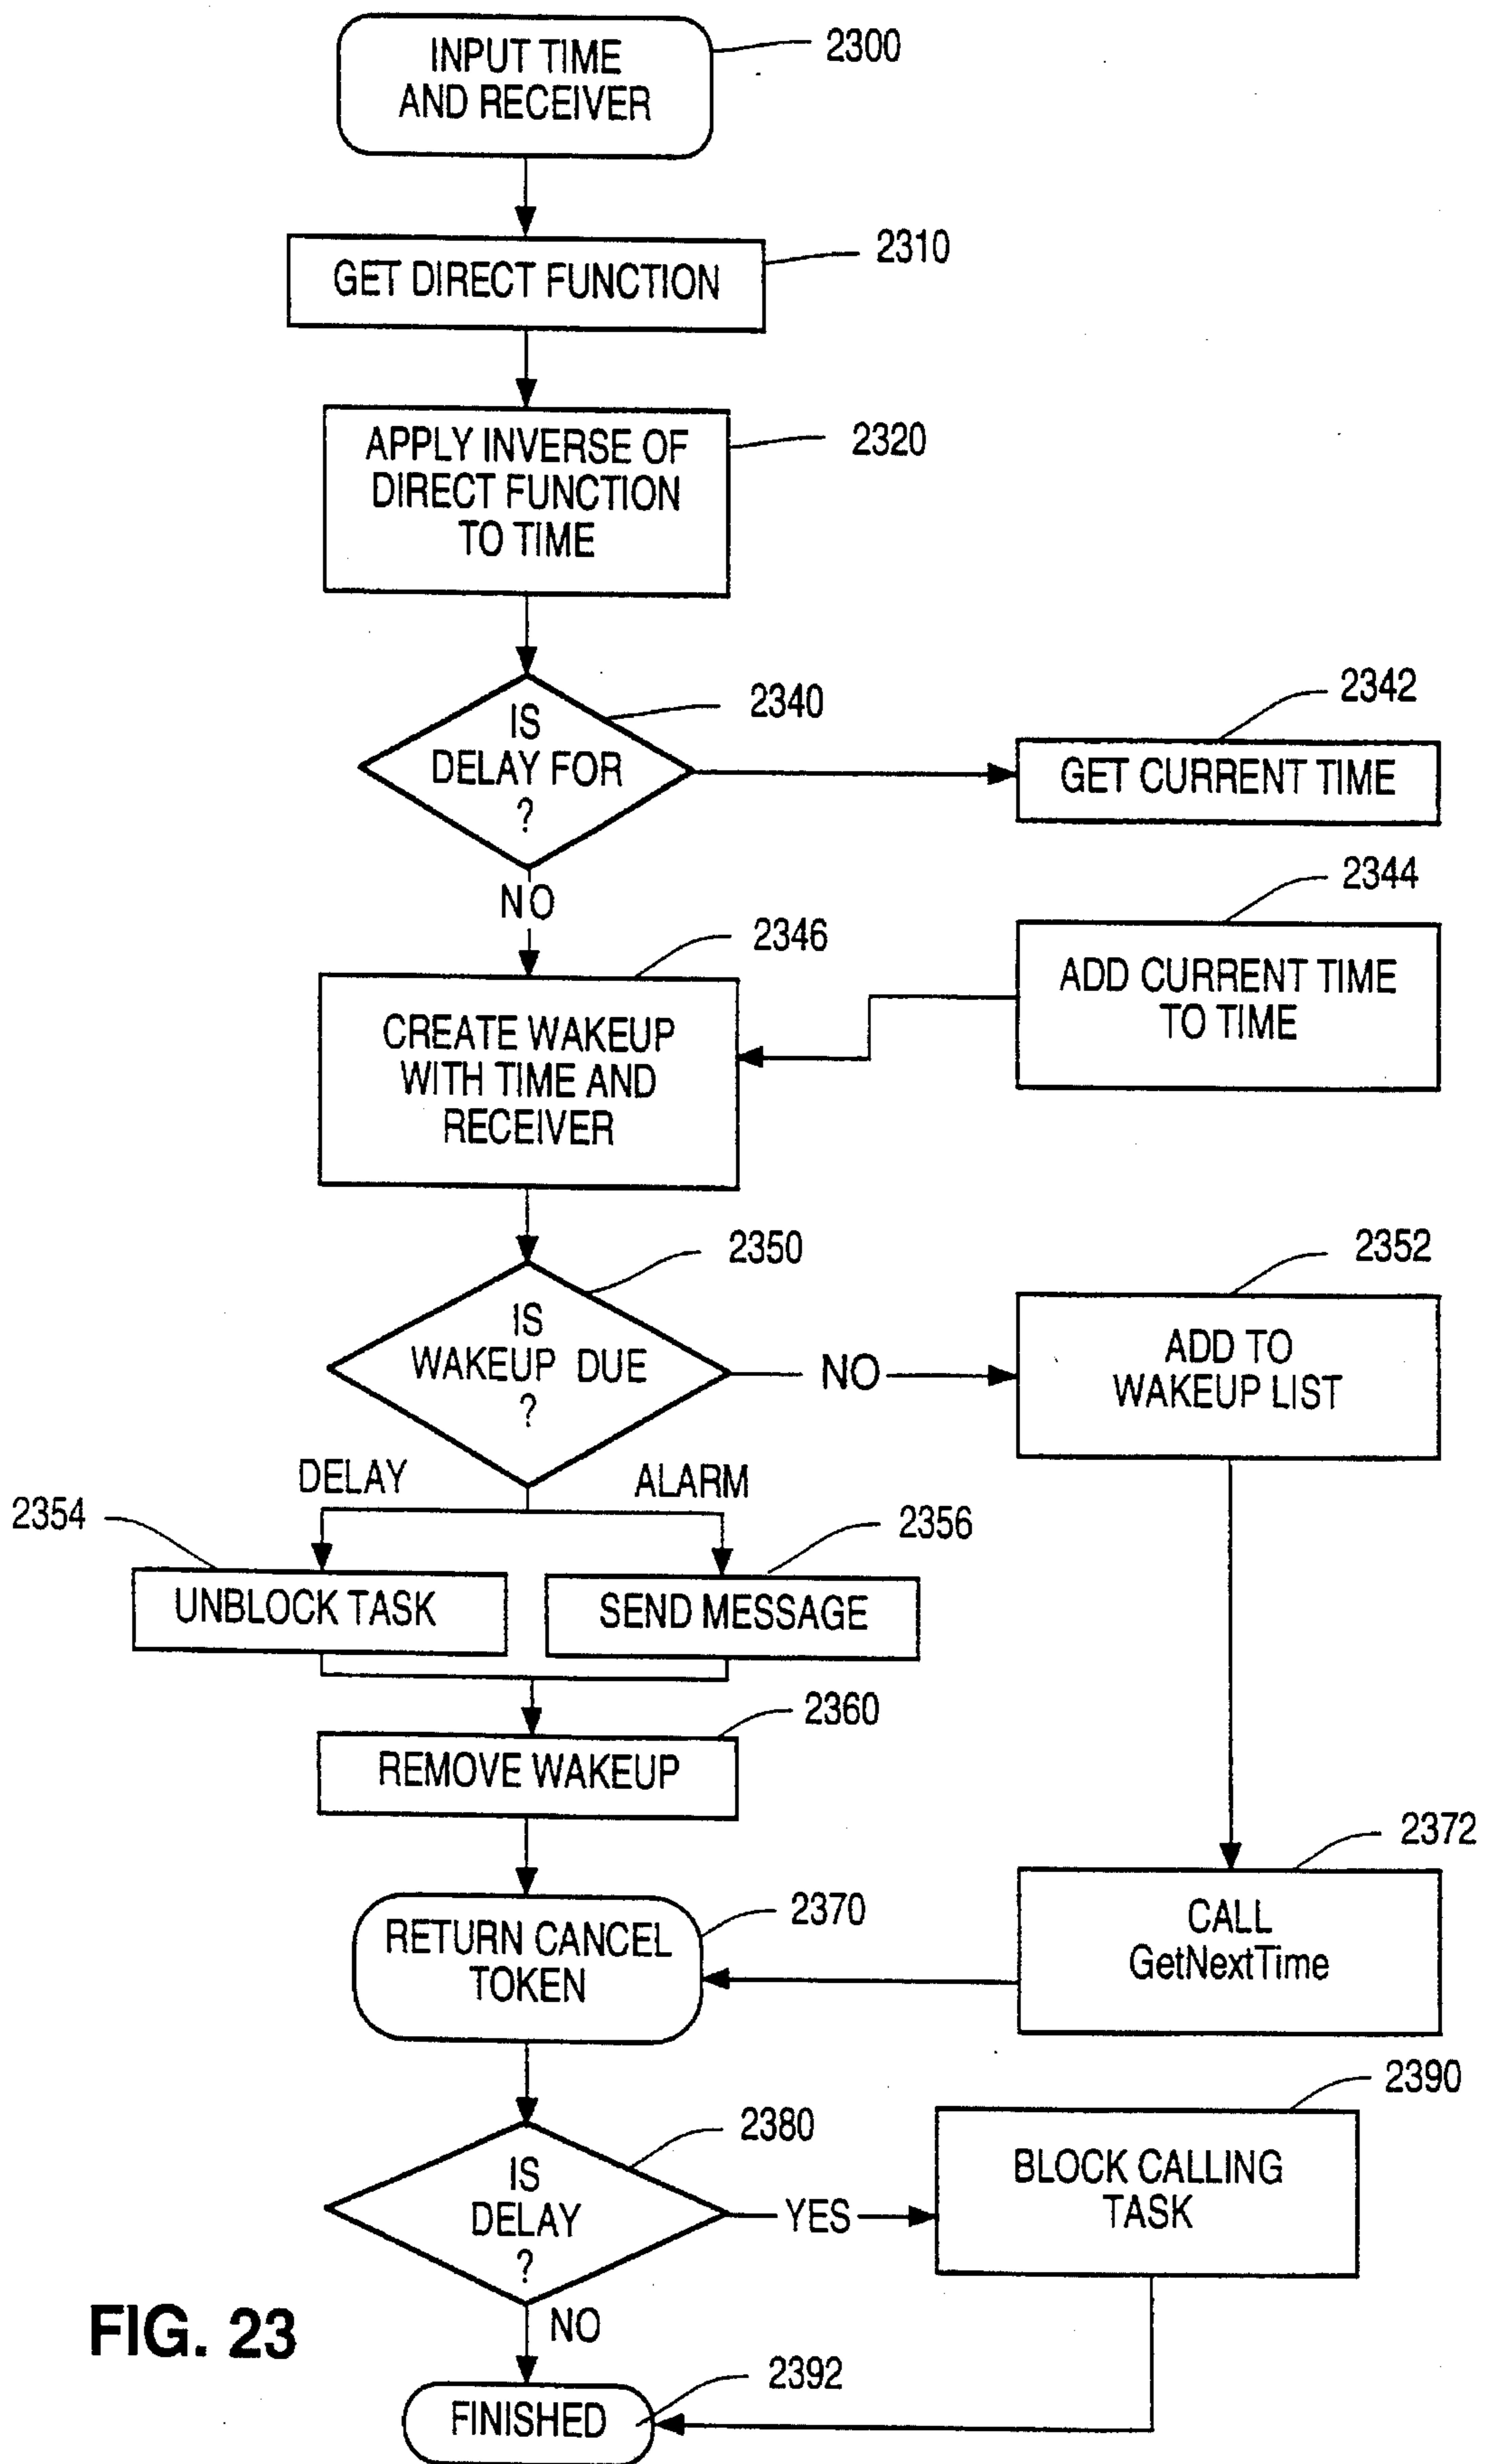 INPUT TIME
AND RECEIVER
2300
GET DIRECT FUNCTION
2310
APPLY INVERSE OF
DIRECT FUNCTION
TO TIME
2320
IS
DELAY FOR
?
2340
GET CURRENT TIME
2342
NO
ADD CURRENT TIME
TO TIME
2344
CREATE WAKEUP
WITH TIME AND
RECEIVER
2346
IS
WAKEUP DUE
?
2350
NO
ADD TO
WAKEUP LIST
2352
DELAY
ALARM
2354
UNBLOCK TASK
2356
SEND MESSAGE
REMOVE WAKEUP
2360
RETURN CANCEL
TOKEN
2370
CALL
GetNextTime
2372
IS
DELAY
?
2380
YES
BLOCK CALLING
TASK
2390
NO
FINISHED
2392
FIG. 23